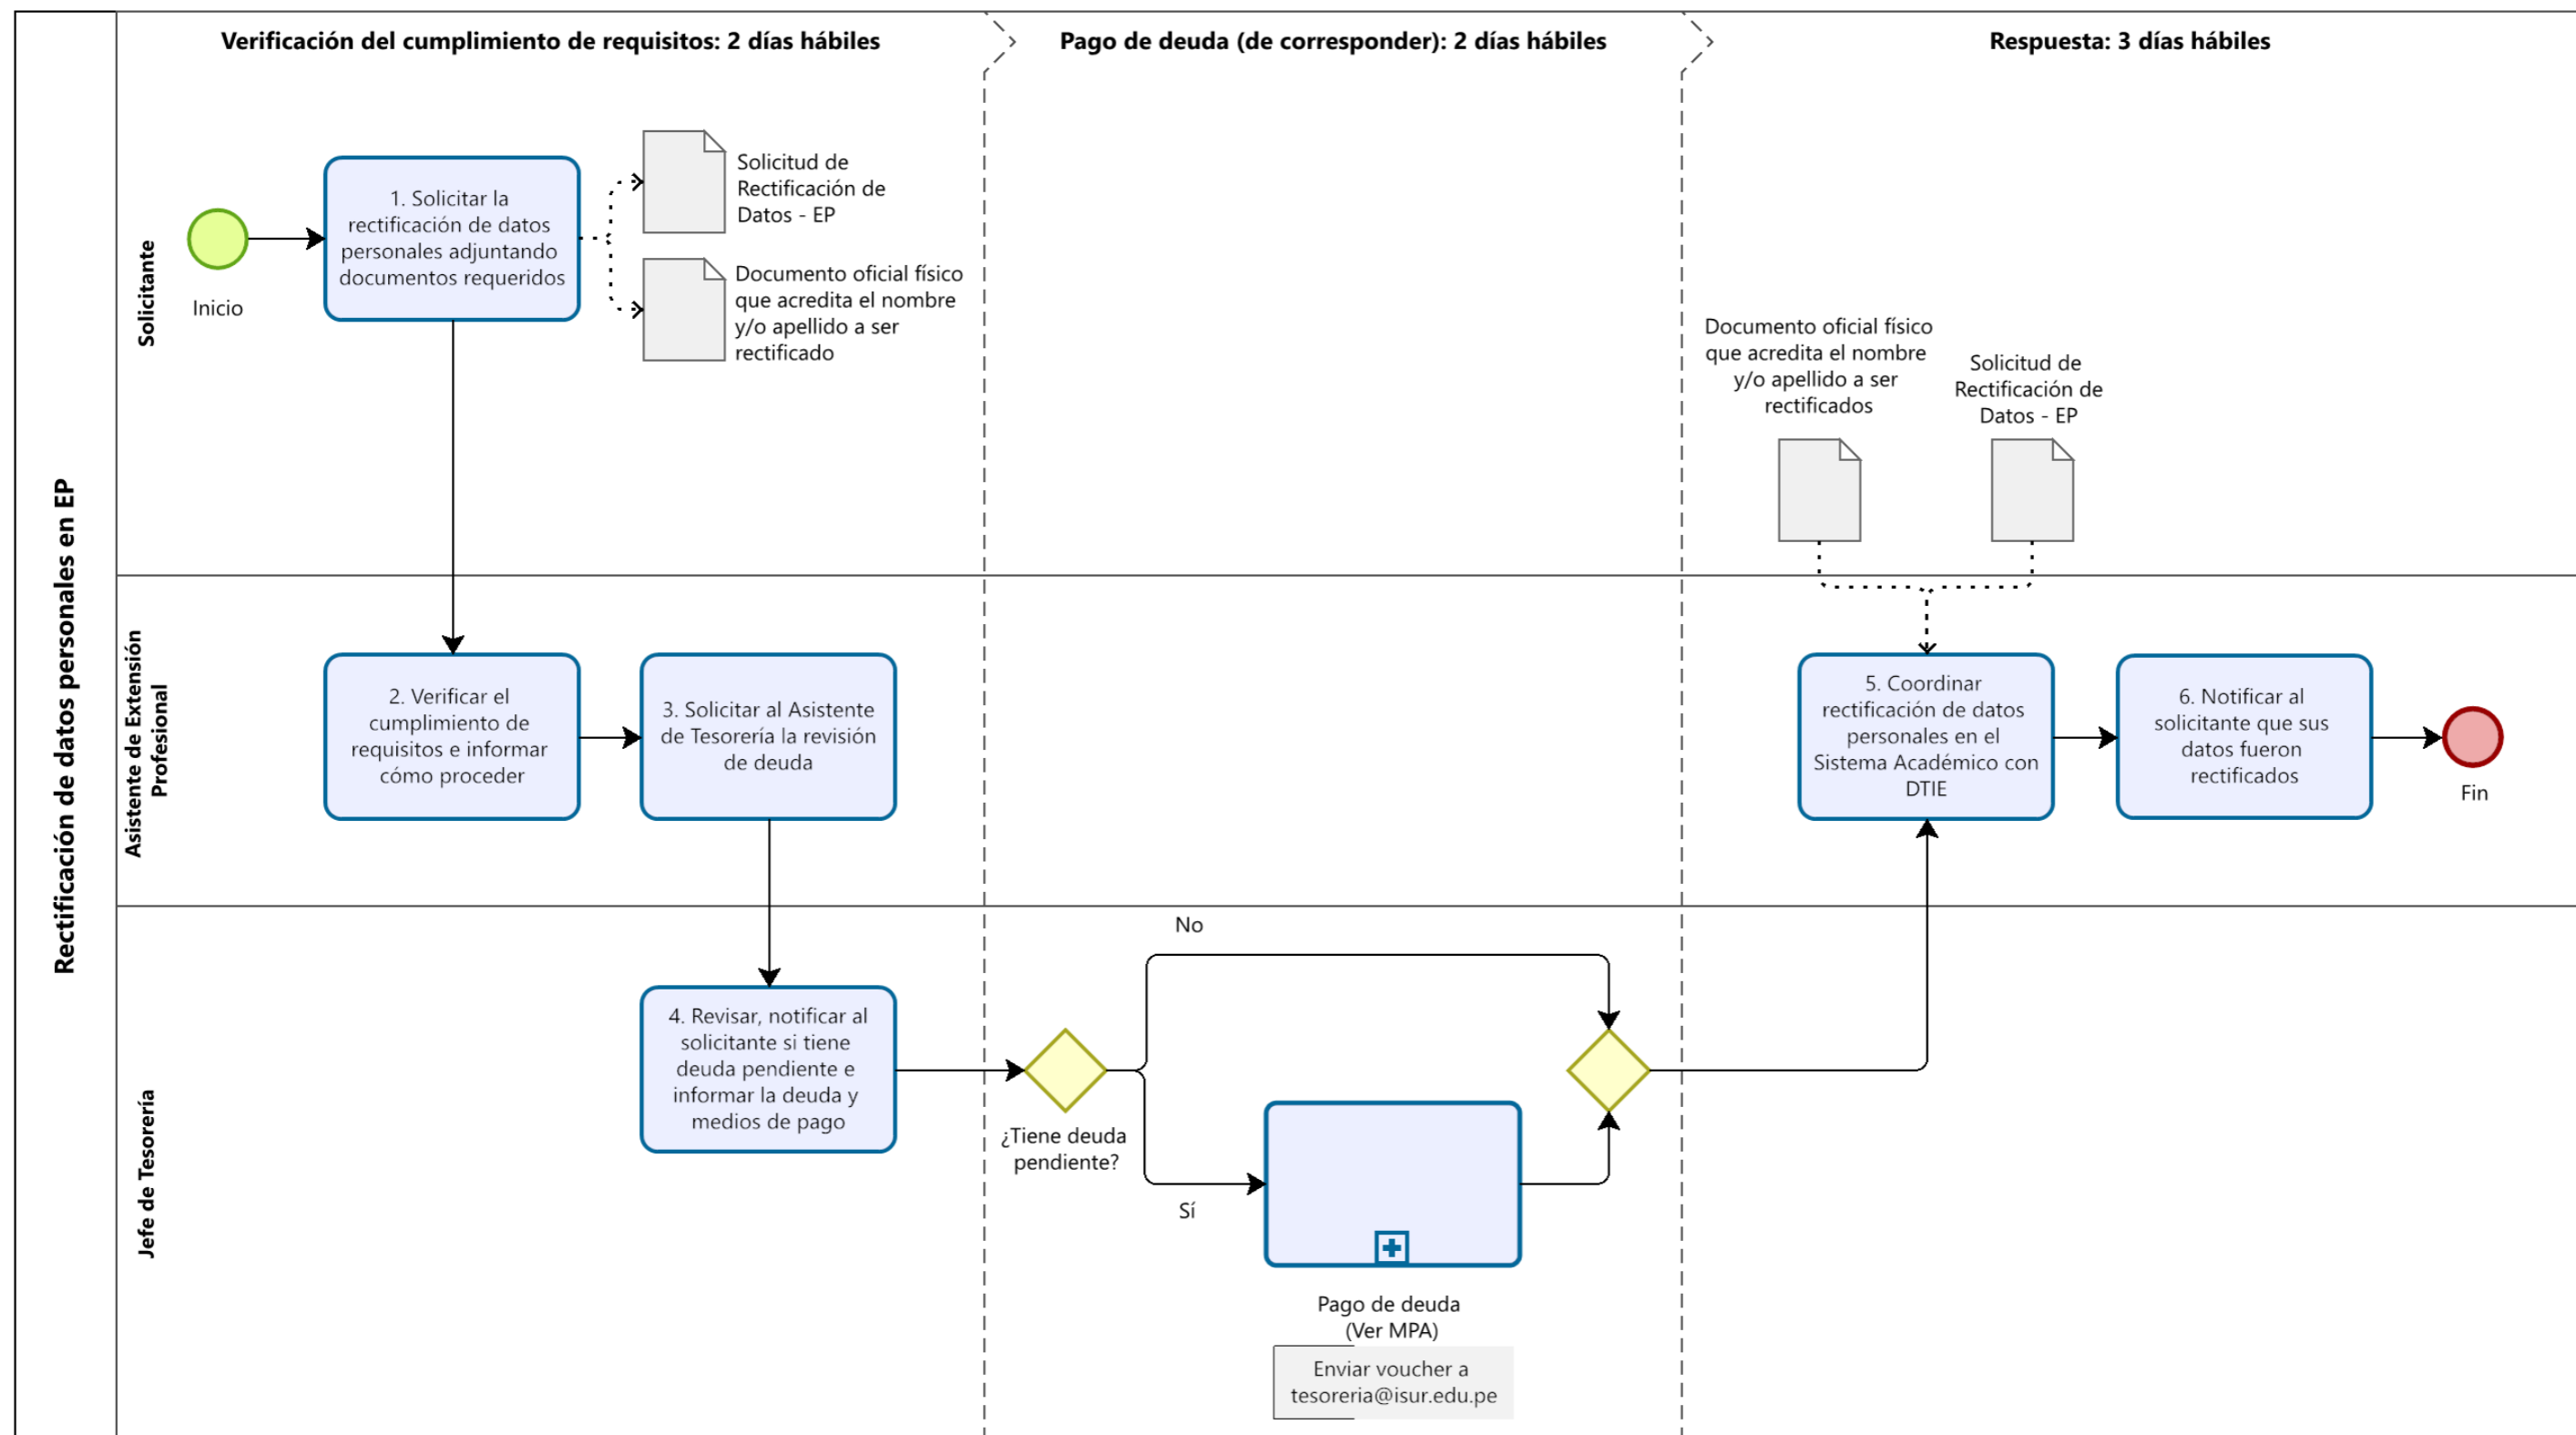 Rectificación de datos personales en EP
Verificación del cumplimiento de requisitos: 2 días hábiles
Pago de deuda (de corresponder): 2 días hábiles
Respuesta: 3 días hábiles
Solicitante
Inicio
1. Solicitar la
rectificación de datos
personales adjuntando
documentos requeridos
Solicitud de
Rectificación de
Datos - EP
Documento oficial físico
que acredita el nombre
y/o apellido a ser
rectificado
Documento oficial físico
que acredita el nombre
y/o apellido a ser
rectificados
Solicitud de
Rectificación de
Datos - EP
Asistente de Extensión
Profesional
2. Verificar el
cumplimiento de
requisitos e informar
cómo proceder
3. Solicitar al Asistente
de Tesorería la revisión
de deuda
5. Coordinar
rectificación de datos
personales en el
Sistema Académico con
DTIE
6. Notificar al
solicitante que sus
datos fueron
rectificados
Fin
Jefe de Tesorería
4. Revisar, notificar al
solicitante si tiene
deuda pendiente e
informar la deuda y
medios de pago
¿Tiene deuda
pendiente?
No
Sí
Pago de deuda
(Ver MPA)
Enviar voucher a
tesoreria@isur.edu.pe